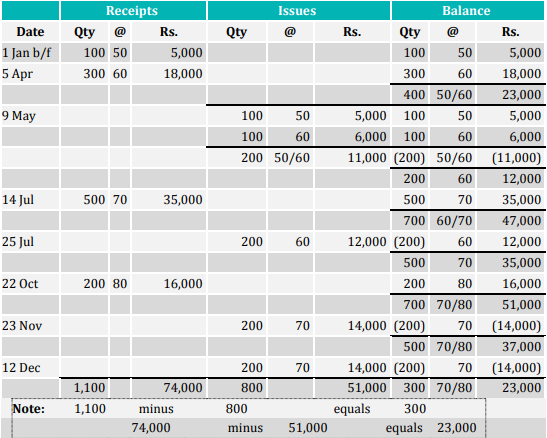 Receipts Issues Balance
Date Qty @ Rs. Qty @ Rs. Qty @ Rs.
1 Jan b/f 100 50 5,000 100 50 5,000
5 Apr 300 60 18,000 300 60 18,000
400 50/60 23,000
9 May 100 50 5,000 100 50 5,000
100 60 6,000 100 60 6,000
200 50/60 11,000 (200) 50/60 (11,000)
200 60 12,000
14 Jul 500 70 35,000 500 70 35,000
700 60/70 47,000
25 Jul 200 60 12,000 (200) 60 12,000
500 70 35,000
22 Oct 200 80 16,000 200 80 16,000
700 70/80 51,000
23 Nov 200 70 14,000 (200) 70 (14,000)
500 70/80 37,000
12 Dec 200 70 14,000 (200) 70 (14,000)
1,100 74,000 800 51,000 300 70/80 23,000
Note: 1,100 minus 800 equals 300
74,000 minus 51,000 equals 23,000